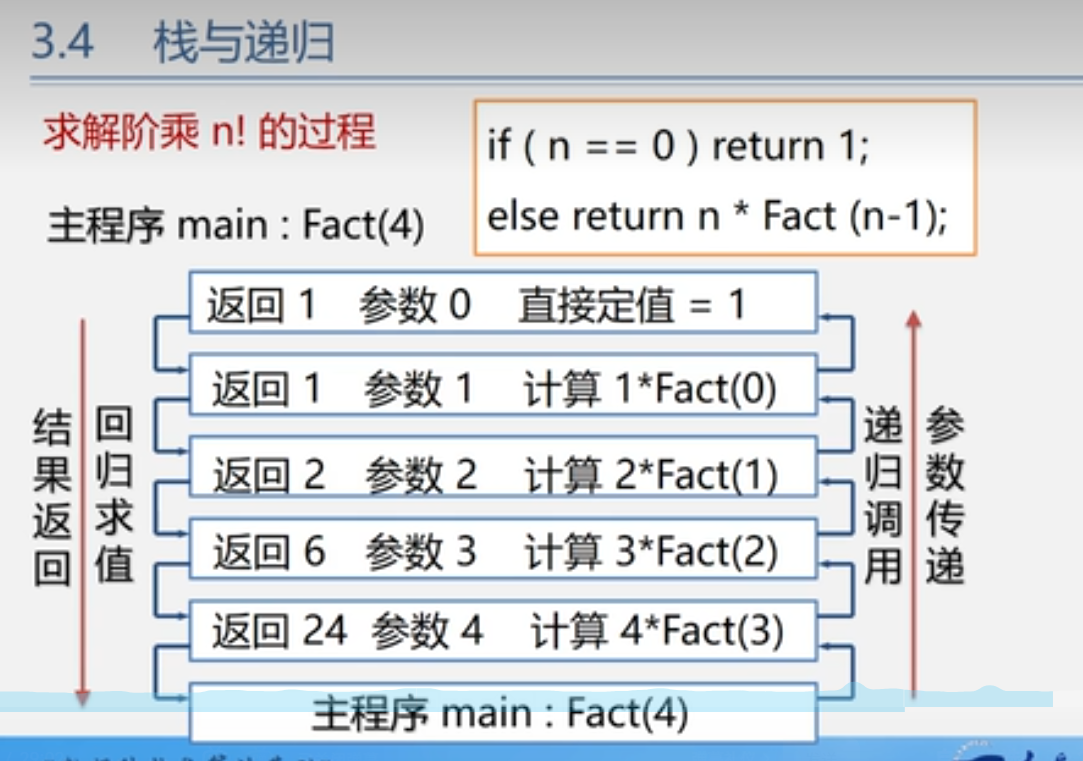 3.4 栈与递归
求解阶乘 n! 的过程
if ( n == 0 ) return 1;
else return n * Fact (n-1);
主程序 main : Fact(4)
返回 1 参数 0 直接定值 = 1
返回 1 参数 1 计算 1*Fact(0)
返回 2 参数 2 计算 2*Fact(1)
返回 6 参数 3 计算 3*Fact(2)
返回 24 参数 4 计算 4*Fact(3)
主程序 main : Fact(4)
结果返回
回归求值
递归调用
参数传递